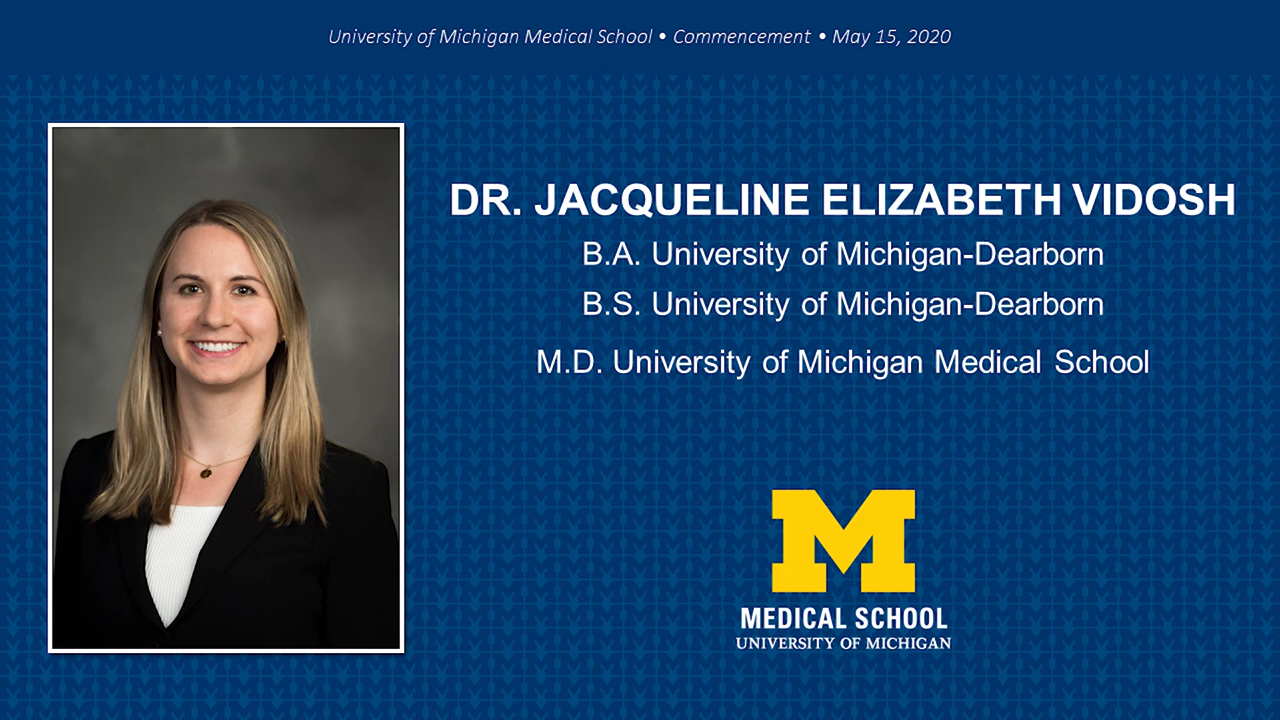 University of Michigan Medical School • Commencement • May 15, 2020
DR. JACQUELINE ELIZABETH VIDOSH
B.A. University of Michigan-Dearborn
B.S. University of Michigan-Dearborn
M.D. University of Michigan Medical School
M
MEDICAL SCHOOL
UNIVERSITY OF MICHIGAN